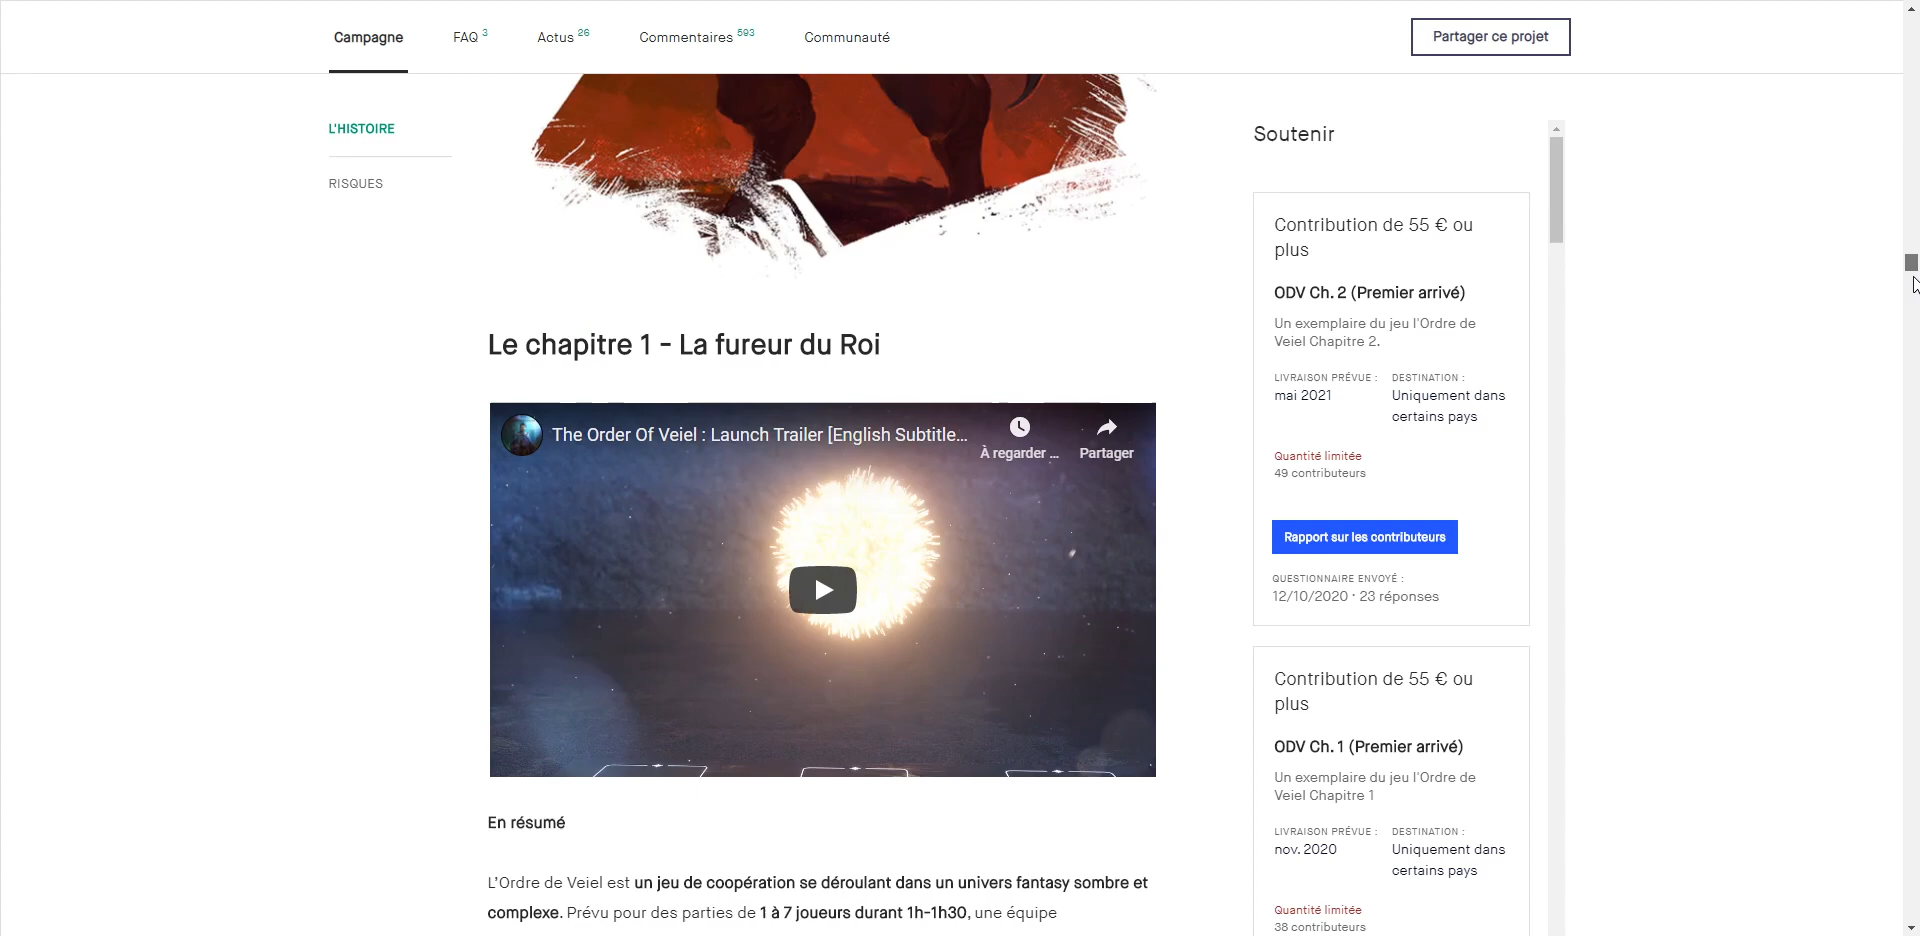 Campagne
FAQ 3
Actus 26
Commentaires 593
Communauté
Partager ce projet
L'HISTOIRE
RISQUES
Le chapitre 1 - La fureur du Roi
The Order Of Veiel : Launch Trailer [English Subtitle...
À regarder ...
Partager
En résumé
L'Ordre de Veiel est un jeu de coopération se déroulant dans un univers fantasy sombre et
complexe. Prévu pour des parties de 1 à 7 joueurs durant 1h-1h30, une équipe
Soutenir
Contribution de 55 € ou
plus
ODV Ch. 2 (Premier arrivé)
Un exemplaire du jeu l'Ordre de
Veiel Chapitre 2.
LIVRAISON PRÉVUE :
mai 2021
DESTINATION :
Uniquement dans
certains pays
Quantité limitée
49 contributeurs
Rapport sur les contributeurs
QUESTIONNAIRE ENVOYÉ :
12/10/2020 · 23 réponses
Contribution de 55 € ou
plus
ODV Ch. 1 (Premier arrivé)
Un exemplaire du jeu l'Ordre de
Veiel Chapitre 1
LIVRAISON PRÉVUE :
nov. 2020
DESTINATION :
Uniquement dans
certains pays
Quantité limitée
38 contributeurs